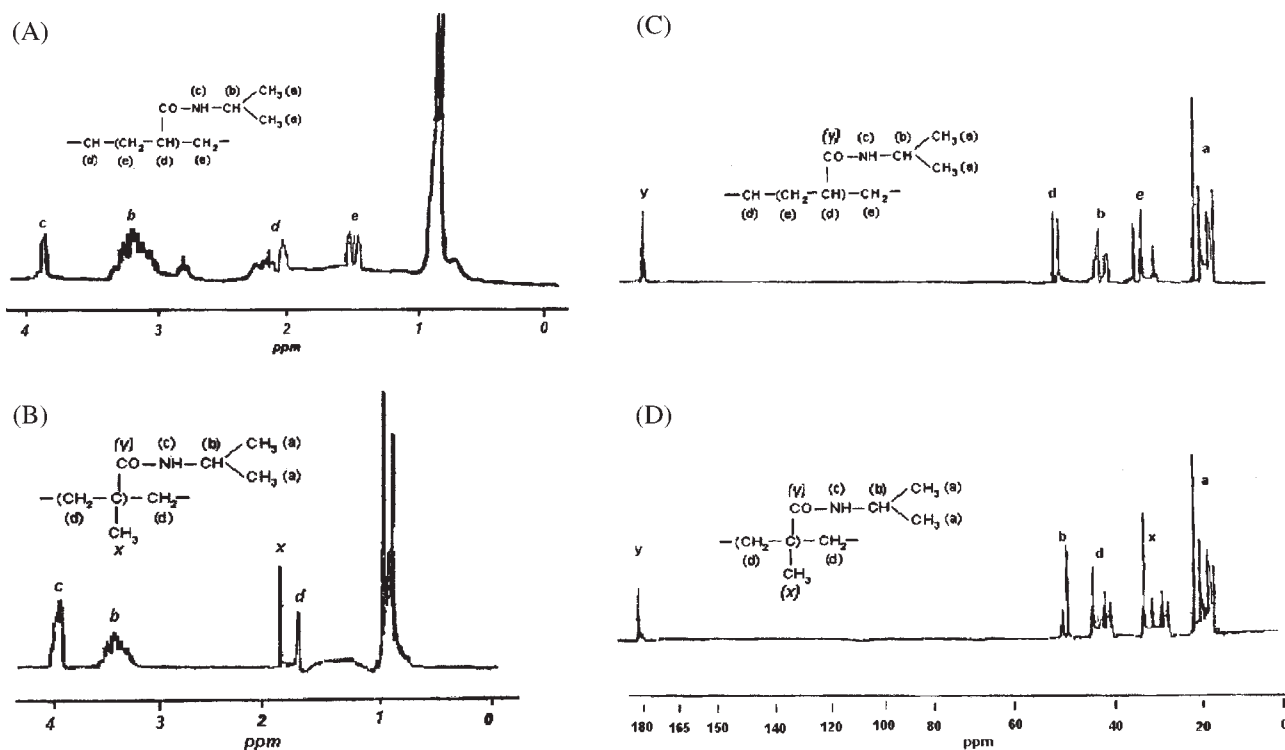 (A)
(c) (b) CH3 (a)
CO–NH–CH
CH3 (a)
–CH–(CH2–CH)–CH2–
(d) (e) (d) (e)
c b d e
4 3 2 1 0
ppm
(B)
(y) (c) (b) CH3 (a)
CO–NH–CH
CH3 (a)
–(CH2–C)–CH2–
(d) (d)
CH3
x
c b x d
4 3 2 1 0
ppm
(C)
(y) (c) (b) CH3 (a)
CO–NH–CH
CH3 (a)
–CH–(CH2–CH)–CH2–
(d) (e) (d) (e)
y d b e a
(D)
(y) (c) (b) CH3 (a)
CO–NH–CH
CH3 (a)
–(CH2–C)–CH2–
(d) (d)
CH3
(x)
y b d x a
180 165 150 140 120 100 80 60 40 20 0
ppm